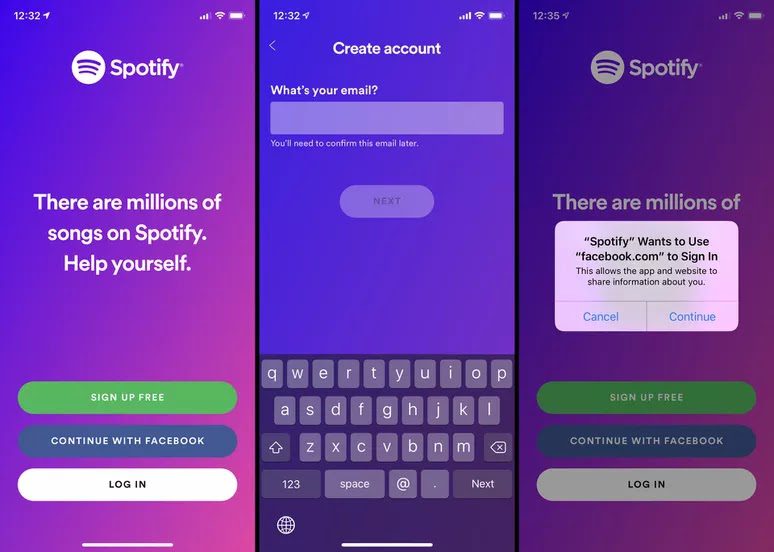 12:32
Spotify®
There are millions of
songs on Spotify.
Help yourself.
SIGN UP FREE
CONTINUE WITH FACEBOOK
LOG IN
12:32
Create account
What's your email?
You'll need to confirm this email later.
NEXT
q w e r t y u i o p
a s d f g h j k l
z x c v b n m
123 space @ . Next
12:35
Spotify®
There are millions of
“Spotify” Wants to Use
“facebook.com” to Sign In
This allows the app and website to
share information about you.
Cancel Continue
SIGN UP FREE
CONTINUE WITH FACEBOOK
LOG IN